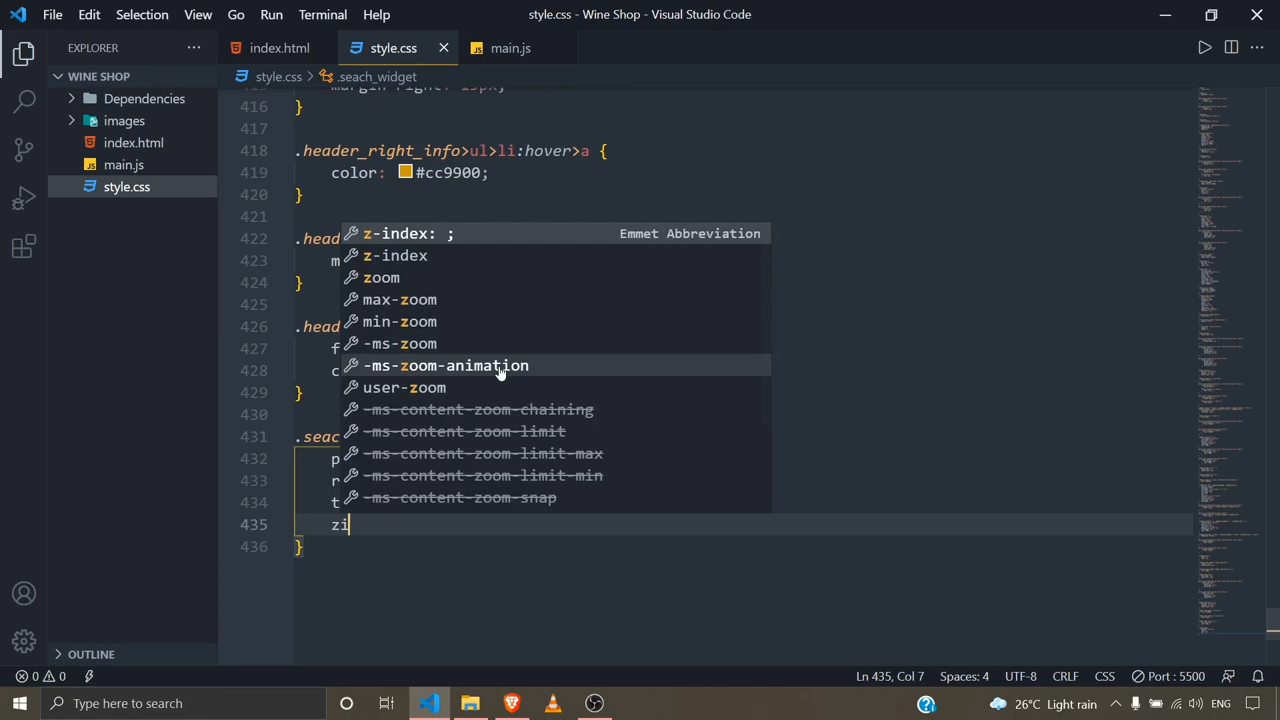 File Edit Selection View Go Run Terminal Help style.css - Wine Shop - Visual Studio Code
EXPLORER
index.html style.css main.js
WINE SHOP
style.css > .seach_widget
Dependencies
images
index.html
main.js
style.css
416 }
417
418 .header_right_info>ul>li:hover>a {
419 color: #cc9900;
420 }
421
422 .head
423 m
424 }
425
426 .head
427 f
428 c
429 }
430
431 .seac
432 p
433
434 t
435 zi
436 }
z-index: ; Emmet Abbreviation
z-index
zoom
max-zoom
min-zoom
-ms-zoom
-ms-zoom-animation
user-zoom
-ms-content-zoom-chaining
-ms-content-zoom-limit
-ms-content-zoom-limit-max
-ms-content-zoom-limit-min
-ms-content-zoom-snap
OUTLINE
0 0 Ln 435, Col 7 Spaces: 4 UTF-8 CRLF CSS Port : 5500
Type here to search 26°C Light rain ENG